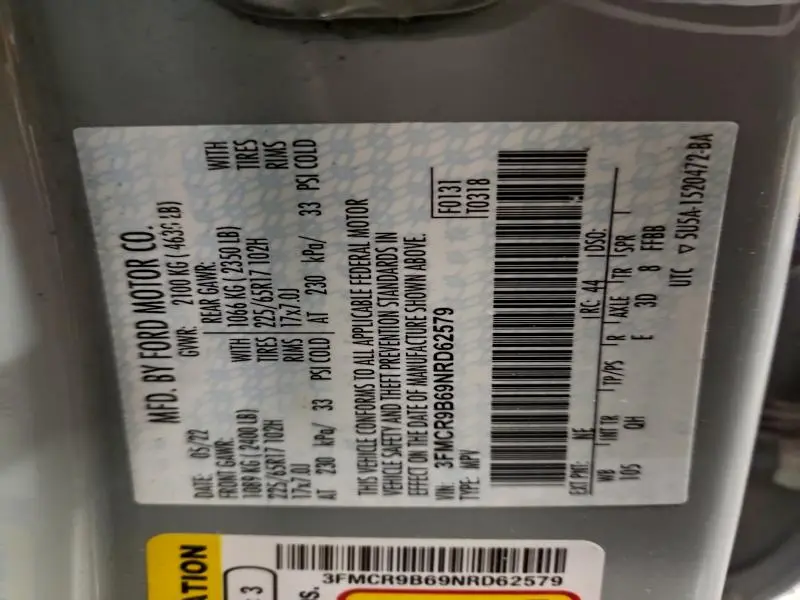 MFD. BY FORD MOTOR CO.
DATE: 05/22 GVWR: 2100 KG (4630 LB)
FRONT GAWR: REAR GAWR:
1089 KG (2400 LB) WITH 1066 KG (2350 LB) WITH
225/65R17 102H TIRES 225/65R17 102H TIRES
17x7.0J RIMS 17x7.0J RIMS
AT 230 kPa/ 33 PSI COLD AT 230 kPa/ 33 PSI COLD
THIS VEHICLE CONFORMS TO ALL APPLICABLE FEDERAL MOTOR
VEHICLE SAFETY AND THEFT PREVENTION STANDARDS IN
EFFECT ON THE DATE OF MANUFACTURE SHOWN ABOVE.
VIN: 3FMCR9B69NRD62579 F0131
TYPE: MPV T0318
EXT PNT: NE RC: 44 DSO:
WB INT TR TP/PS R AXLE TR SPR
105 QH E 3D 8 FFBB
UTC ▽ 5U5A-1520472-BA
3FMCR9B69NRD62579
: 3